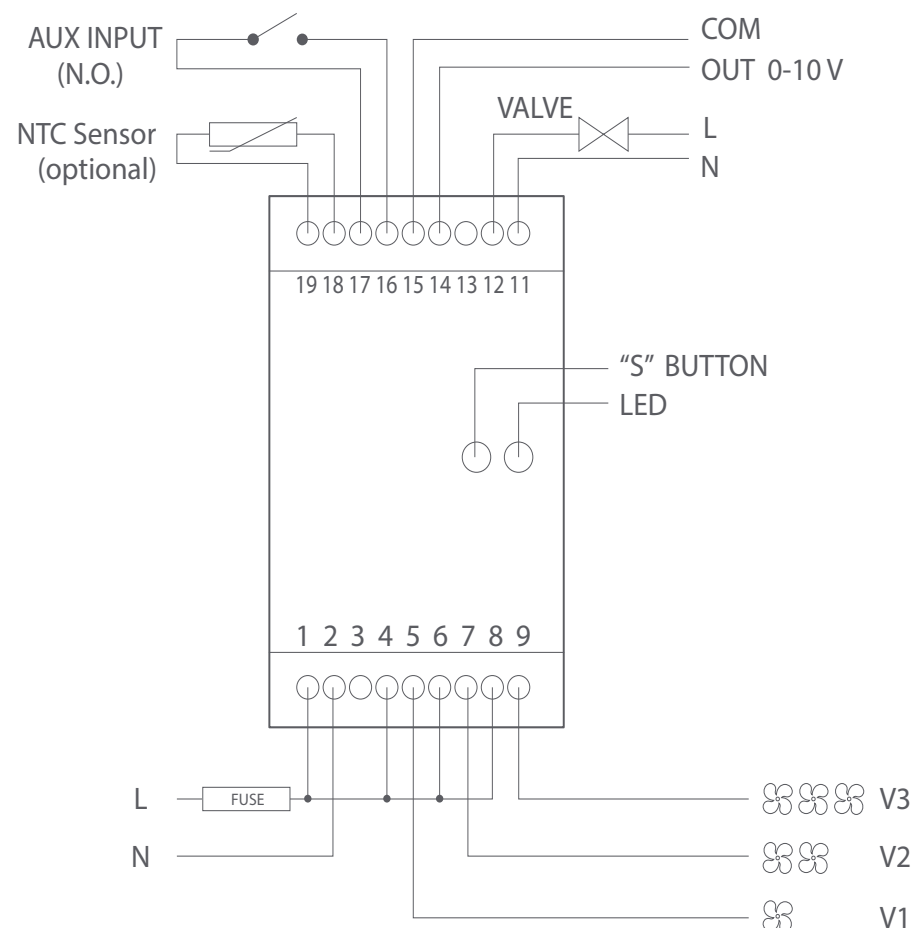 AUX INPUT
(N.O.)
COM
OUT 0-10 V
VALVE
L
N
NTC Sensor
(optional)
19 18 17 16 15 14 13 12 11
“S” BUTTON
LED
1 2 3 4 5 6 7 8 9
L
FUSE
V3
N
V2
V1